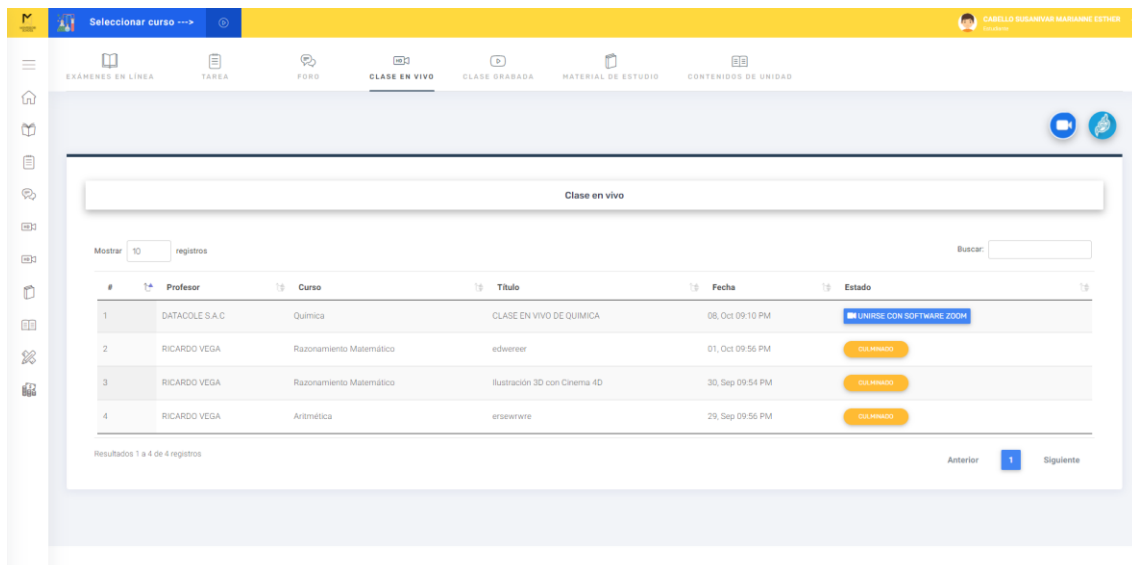 Seleccionar curso --->
CABELLO SUSANIVAR MARIANNE ESTHER
Estudiante
EXÁMENES EN LÍNEA
TAREA
FORO
CLASE EN VIVO
CLASE GRABADA
MATERIAL DE ESTUDIO
CONTENIDOS DE UNIDAD
Clase en vivo
Mostrar 10 registros
Buscar:
# Profesor Curso Título Fecha Estado
1 DATACOLE S.A.C Química CLASE EN VIVO DE QUIMICA 08, Oct 09:10 PM UNIRSE CON SOFTWARE ZOOM
2 RICARDO VEGA Razonamiento Matemático edwereer 01, Oct 09:56 PM CULMINADO
3 RICARDO VEGA Razonamiento Matemático Ilustración 3D con Cinema 4D 30, Sep 09:54 PM CULMINADO
4 RICARDO VEGA Aritmética ersewrwre 29, Sep 09:56 PM CULMINADO
Resultados 1 a 4 de 4 registros
Anterior 1 Siguiente